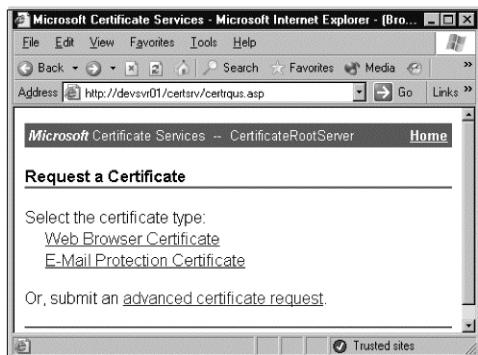 Microsoft Certificate Services - Microsoft Internet Explorer - (Bro...
File Edit View Favorites Tools Help
Back Search Favorites Media »
Address http://devsvr01/certsrv/certrqus.asp Go Links »
Microsoft Certificate Services -- CertificateRootServer Home
Request a Certificate
Select the certificate type:
Web Browser Certificate
E-Mail Protection Certificate
Or, submit an advanced certificate request.
Trusted sites